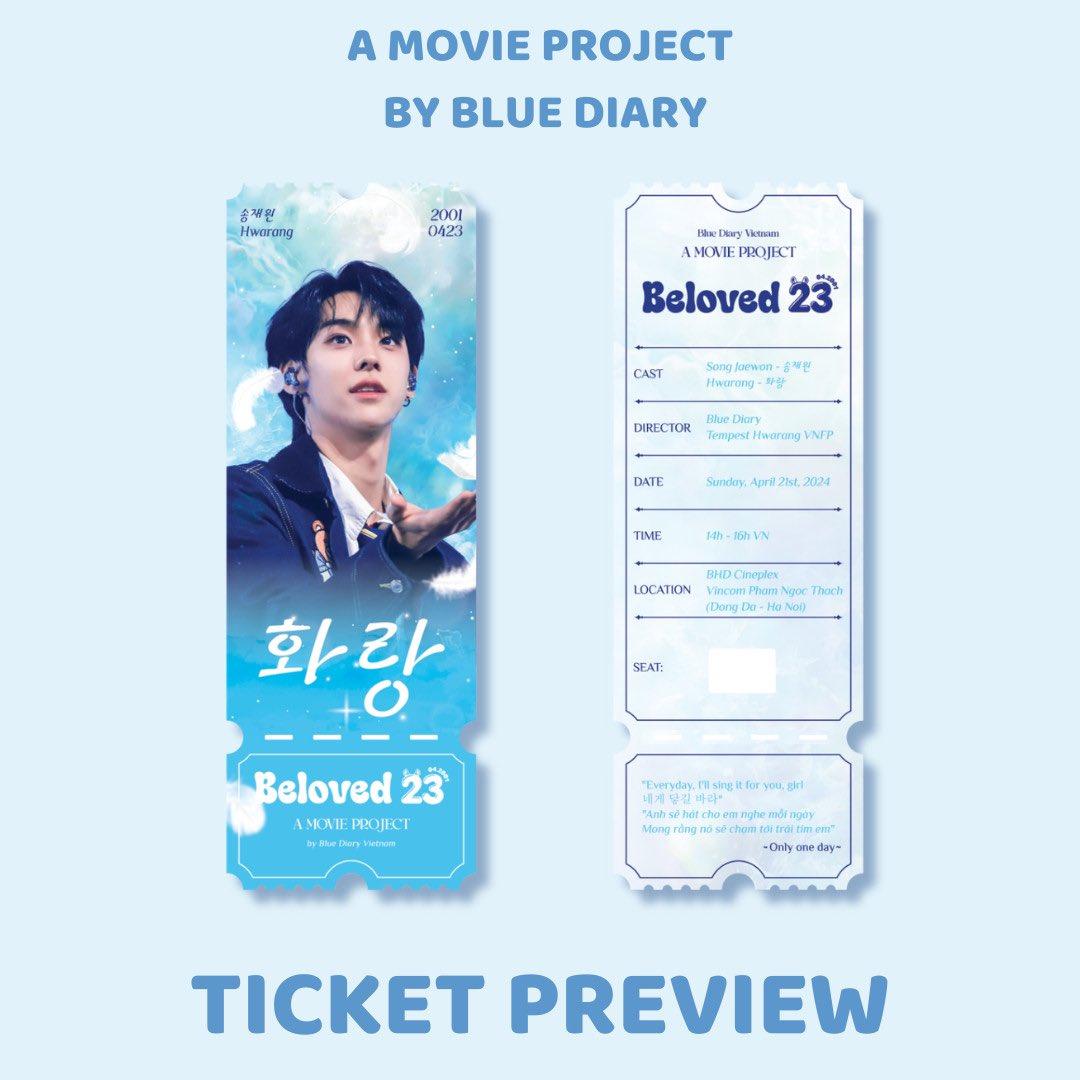 A MOVIE PROJECT
BY BLUE DIARY
송재원
Hwarang
2001
0423
화랑
Beloved 23
04.2001
A MOVIE PROJECT
by Blue Diary Vietnam
Blue Diary Vietnam
A MOVIE PROJECT
Beloved 23
04.2001
CAST
Song Jaewon - 송재원
Hwarang - 화랑
DIRECTOR
Blue Diary
Tempest Hwarang VNFP
DATE
Sunday, April 21st, 2024
TIME
14h - 16h VN
LOCATION
BHD Cineplex
Vincom Pham Ngoc Thach
(Dong Da - Ha Noi)
SEAT:
"Everyday, I'll sing it for you, girl
네게 닿길 바라"
"Anh sẽ hát cho em nghe mỗi ngày
Mong rằng nó sẽ chạm tới trái tim em"
~Only one day~
TICKET PREVIEW